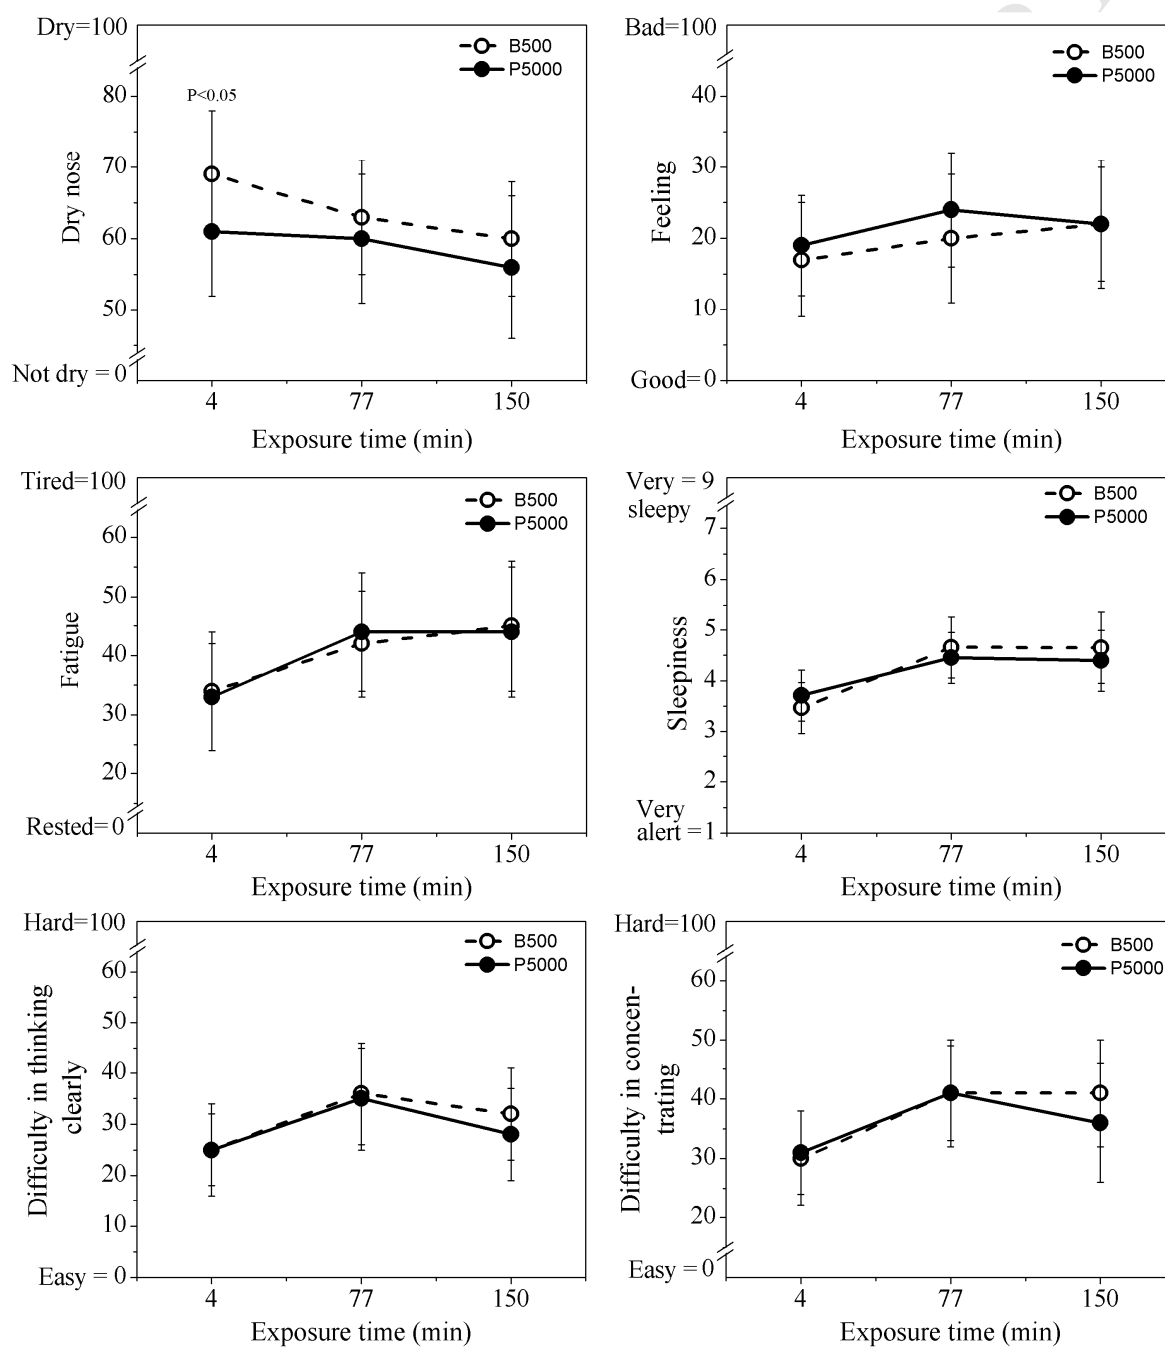 Dry=100
B500
P5000
80
P<0.05
70
60
50
Not dry = 0
Dry nose
4 77 150
Exposure time (min)
Bad=100
B500
P5000
40
30
20
10
Good=0
Feeling
4 77 150
Exposure time (min)
Tired=100
B500
P5000
60
50
40
30
20
Rested=0
Fatigue
4 77 150
Exposure time (min)
Very = 9
sleepy
B500
P5000
7
6
5
4
3
2
Very
alert =1
Sleepiness
4 77 150
Exposure time (min)
Hard=100
B500
P5000
60
50
40
30
20
10
Easy = 0
Difficulty in thinking
clearly
4 77 150
Exposure time (min)
Hard=100
B500
P5000
60
50
40
30
20
Easy = 0
Difficulty in concen-
trating
4 77 150
Exposure time (min)